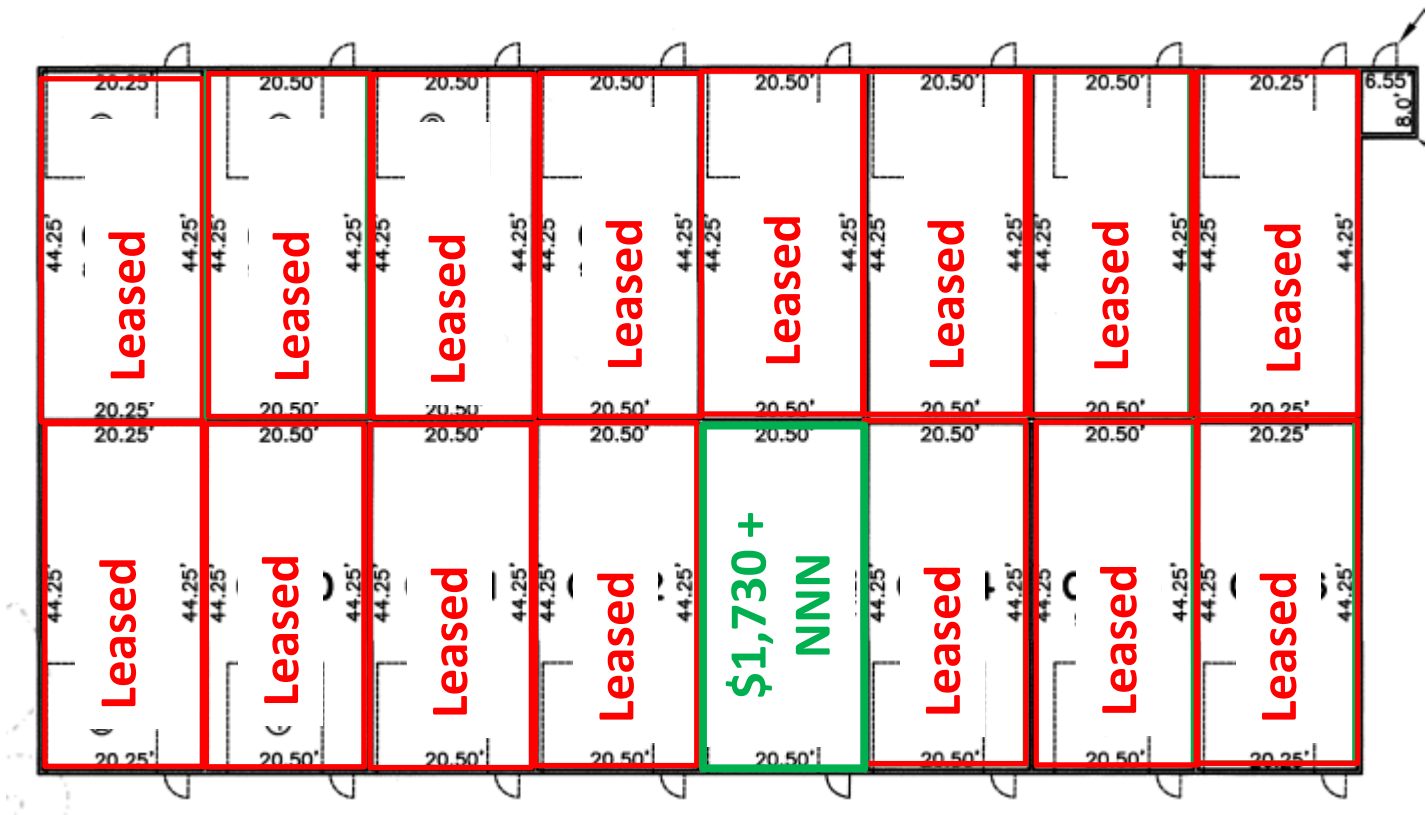 20.25' 20.50' 20.50' 20.50' 20.50' 20.50' 20.50' 20.25' 6.55'
8.0'
44.25' 44.25' 44.25' 44.25' 44.25' 44.25' 44.25' 44.25' 44.25' 44.25' 44.25' 44.25' 44.25' 44.25' 44.25' 44.25'
Leased Leased Leased Leased Leased Leased Leased Leased
20.25' 20.50' 20.50' 20.50' 20.50' 20.50' 20.50' 20.25'
20.25' 20.50' 20.50' 20.50' 20.50' 20.50' 20.50' 20.25'
44.25' 44.25' 44.25' 44.25' 44.25' 44.25' 44.25' 44.25' 44.25' 44.25' 44.25' 44.25' 44.25' 44.25'
Leased Leased Leased Leased
$1,730 +
NNN
Leased Leased Leased
20.25' 20.50' 20.50' 20.50' 20.50' 20.50' 20.50' 20.25'